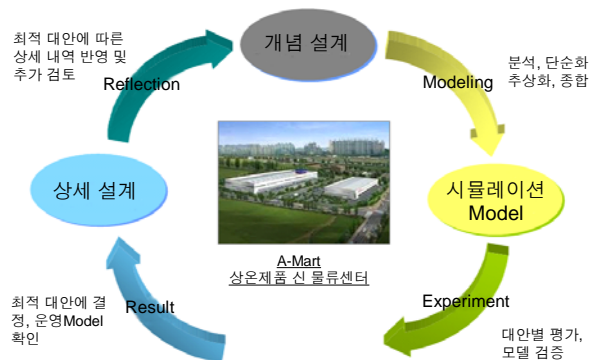 개념 설계
최적 대안에 따른
상세 내역 반영 및
추가 검토
Reflection
Modeling
분석, 단순화
추상화, 종합
상세 설계
시뮬레이션
Model
A-Mart
상온제품 신 물류센터
최적 대안에 결
정, 운영Model
확인
Result
Experiment
대안별 평가,
모델 검증